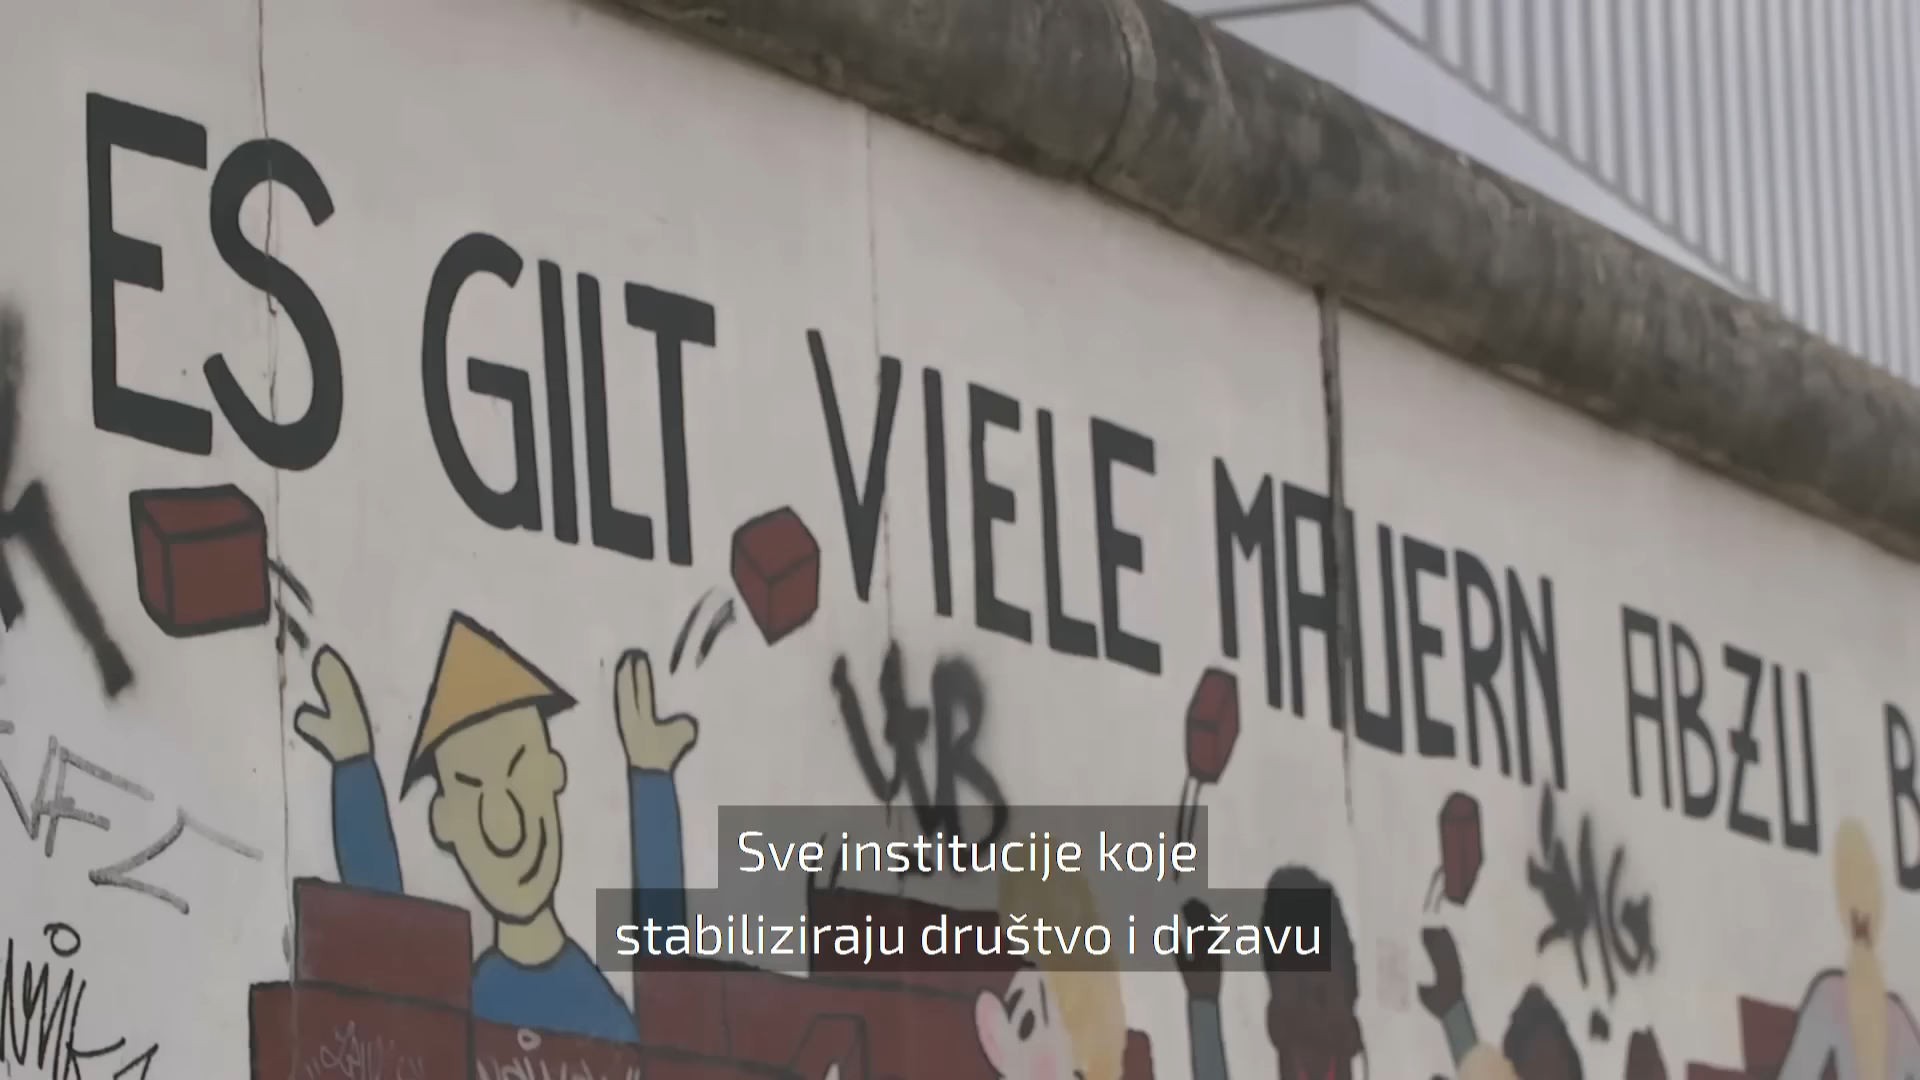 ES GILT VIELE MAUERN ABZU B
Sve institucije koje
stabiliziraju društvo i državu